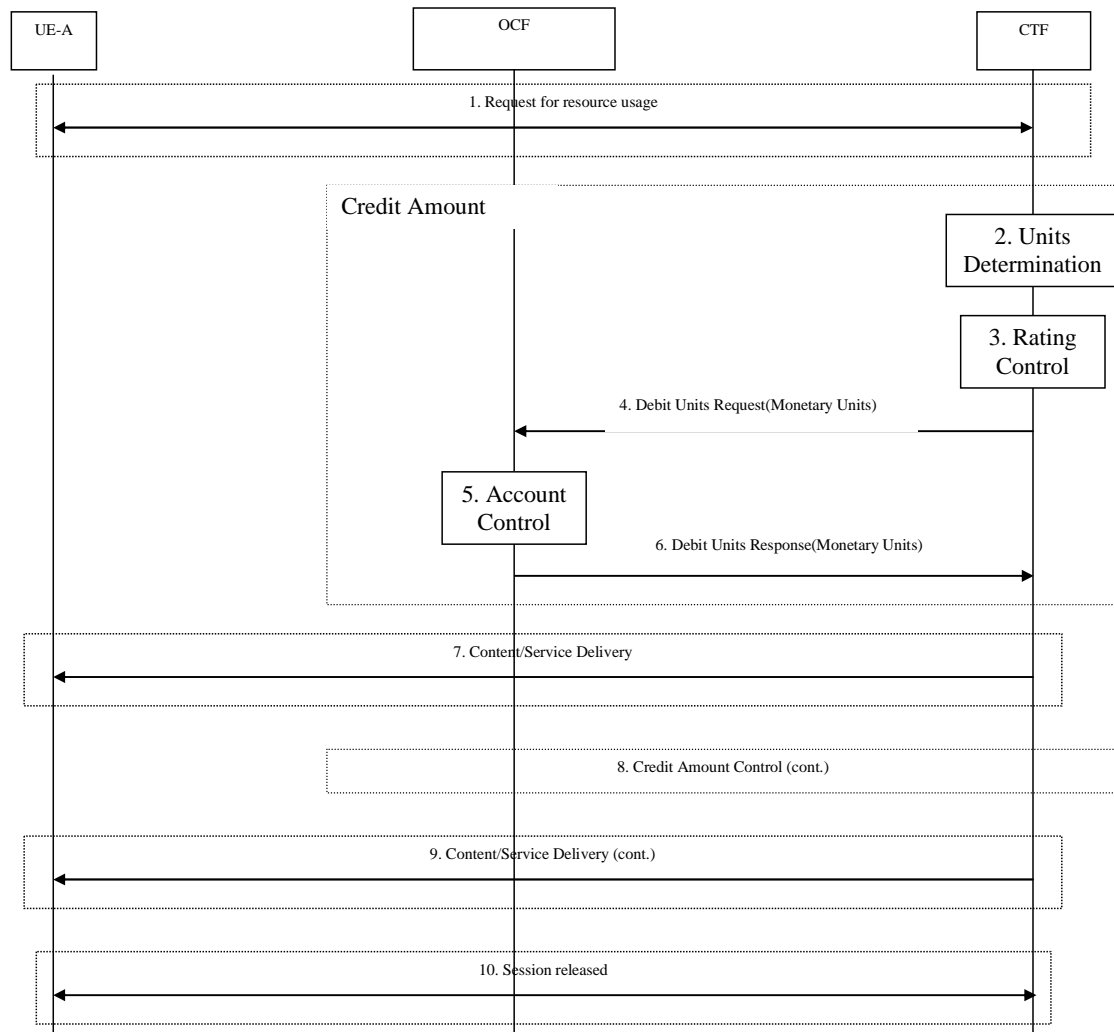 UE-A
OCF
CTF
1. Request for resource usage
Credit Amount
2. Units
Determination
3. Rating
Control
4. Debit Units Request(Monetary Units)
5. Account
Control
6. Debit Units Response(Monetary Units)
7. Content/Service Delivery
8. Credit Amount Control (cont.)
9. Content/Service Delivery (cont.)
10. Session released